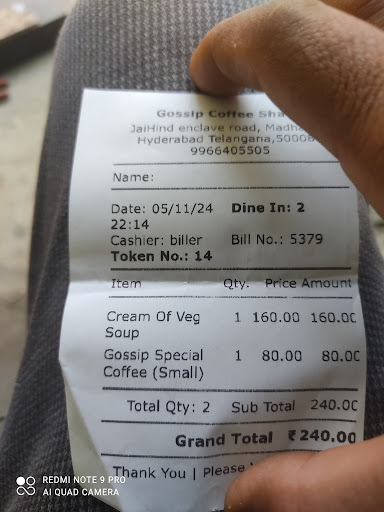 Gossip Coffee
JaiHind enclave road,
Hyderabad Telangana,
9966405505
Name:
Date: 05/11/24 Dine In: 2
22:14
Cashier: biller Bill No.: 5379
Token No.: 14
Item Qty. Price Amount
Cream Of Veg 1 160.00 160.00
Soup
Gossip Special 1 80.00 80.00
Coffee (Small)
Total Qty: 2 Sub Total 240.00
Grand Total ₹240.00
Thank You | Please
REDMI NOTE 9 PRO
AI QUAD CAMERA